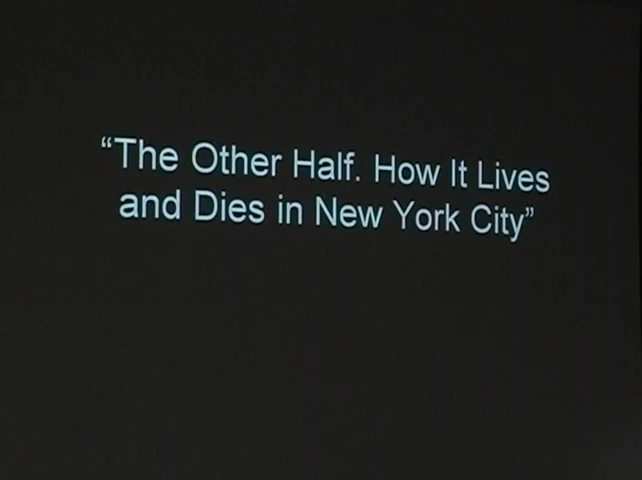 “The Other Half. How It Lives
and Dies in New York City”